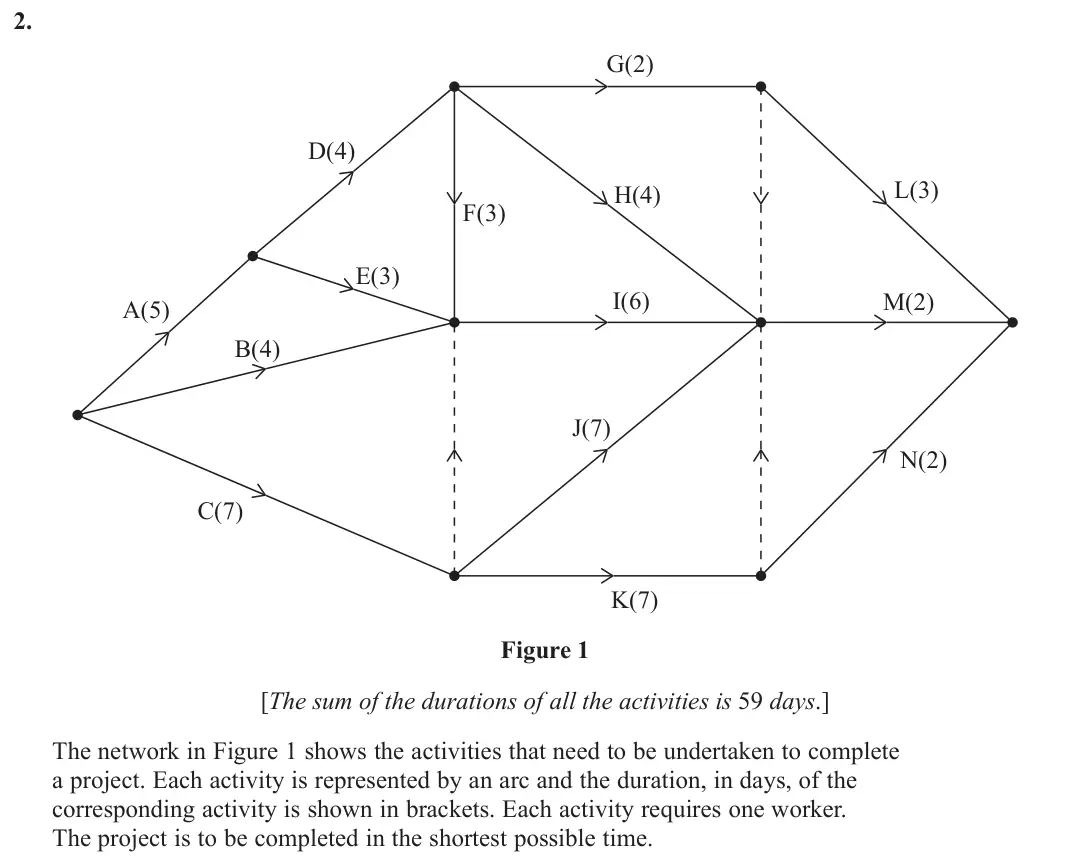 2.
G(2)
D(4)
H(4)
L(3)
F(3)
E(3)
A(5)
I(6)
M(2)
B(4)
J(7)
N(2)
C(7)
K(7)
Figure 1
[The sum of the durations of all the activities is 59 days.]
The network in Figure 1 shows the activities that need to be undertaken to complete
a project. Each activity is represented by an arc and the duration, in days, of the
corresponding activity is shown in brackets. Each activity requires one worker.
The project is to be completed in the shortest possible time.